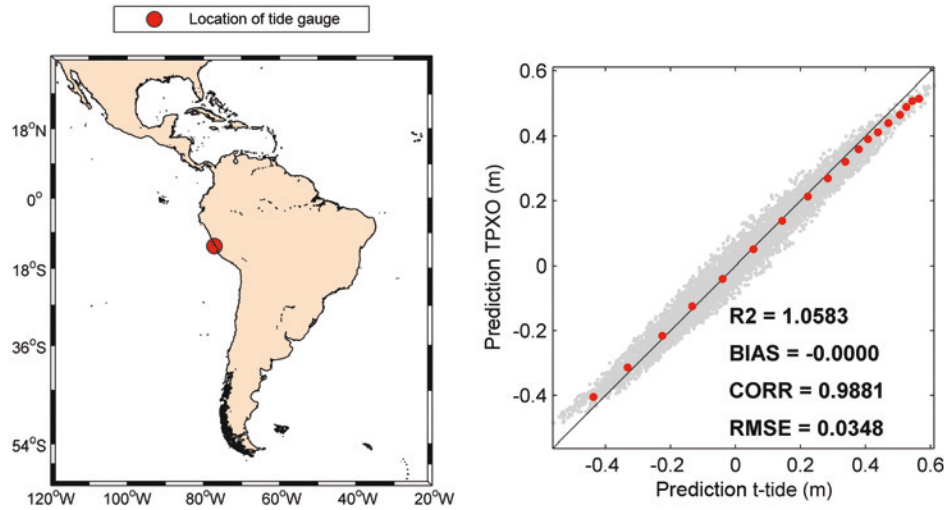 Location of tide gauge
18°N
0°
18°S
36°S
54°S
120°W 100°W 80°W 60°W 40°W 20°W
0.6
0.4
0.2
0
-0.2
-0.4
Prediction TPXO (m)
R2 = 1.0583
BIAS = -0.0000
CORR = 0.9881
RMSE = 0.0348
-0.4 -0.2 0 0.2 0.4 0.6
Prediction t-tide (m)